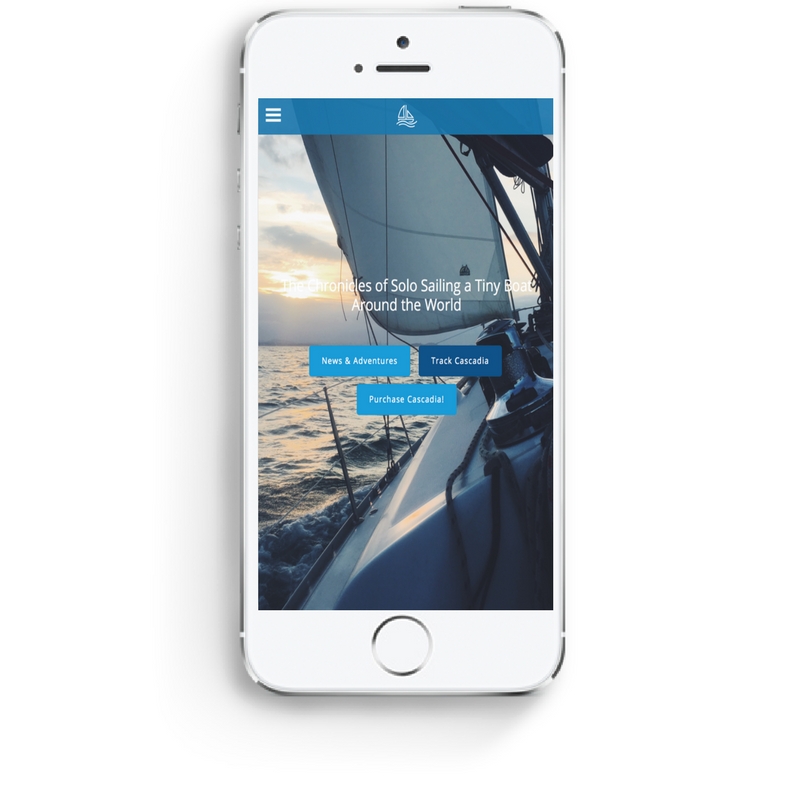 The Chronicles of Solo Sailing a Tiny Boat
Around the World
News & Adventures
Track Cascadia
Purchase Cascadia!